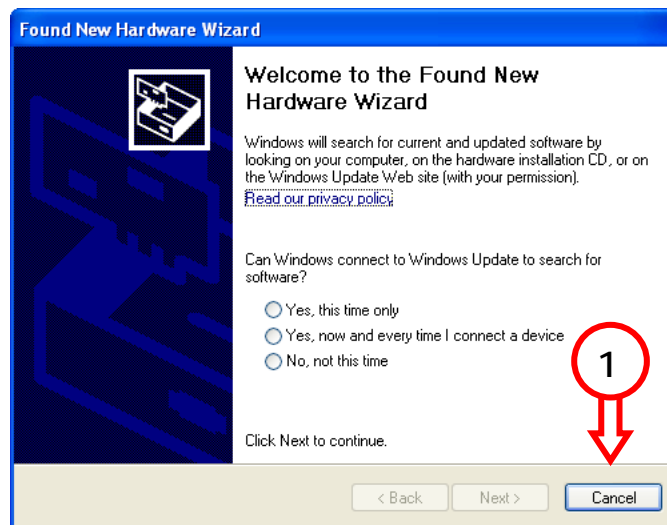 Found New Hardware Wizard
Welcome to the Found New
Hardware Wizard
Windows will search for current and updated software by
looking on your computer, on the hardware installation CD, or on
the Windows Update Web site (with your permission).
Read our privacy policy
Can Windows connect to Windows Update to search for
software?
Yes, this time only
Yes, now and every time I connect a device
No, not this time
1
Click Next to continue.
< Back Next > Cancel